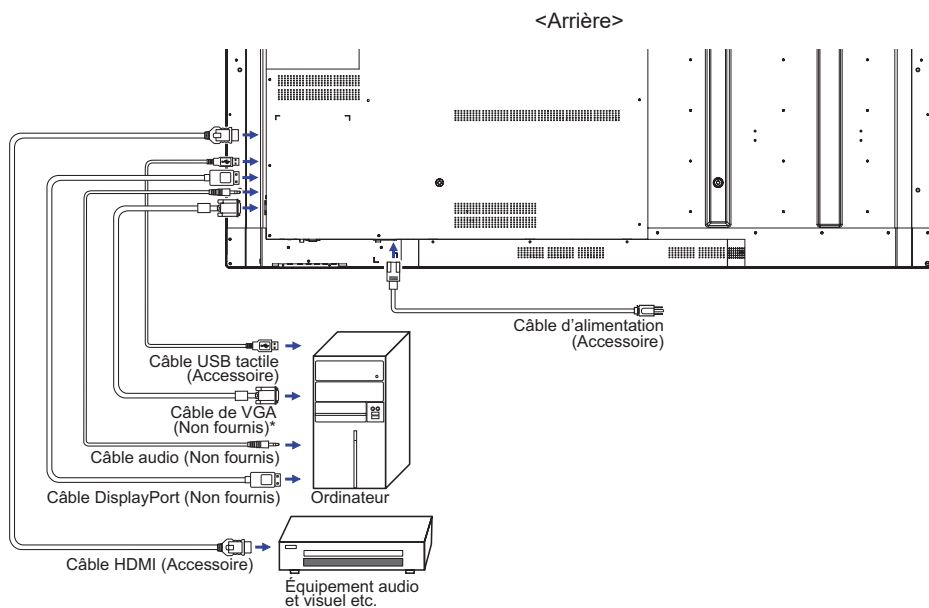 <Arrière>
Câble d'alimentation
(Accessoire)
Câble USB tactile
(Accessoire)
Câble de VGA
(Non fournis)*
Câble audio (Non fournis)
Câble DisplayPort (Non fournis)
Ordinateur
Câble HDMI (Accessoire)
Équipement audio
et visuel etc.